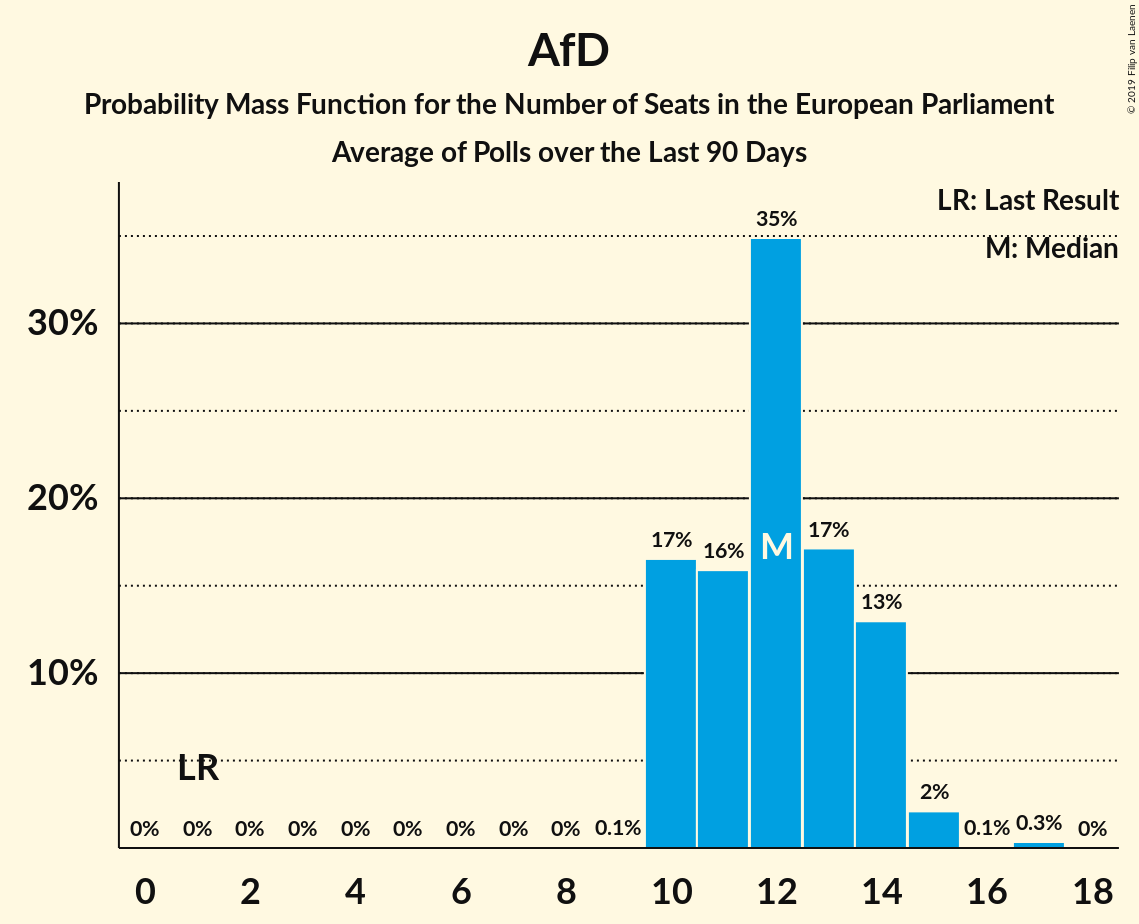 AfD
Probability Mass Function for the Number of Seats in the European Parliament
Average of Polls over the Last 90 Days
© 2019 Filip van Laenen
LR: Last Result
M: Median
35%
30%
20%
17%
16%
M
17%
13%
10%
LR
2%
0% 0% 0% 0% 0% 0% 0% 0% 0% 0.1% 0.1% 0.3% 0%
0 2 4 6 8 10 12 14 16 18